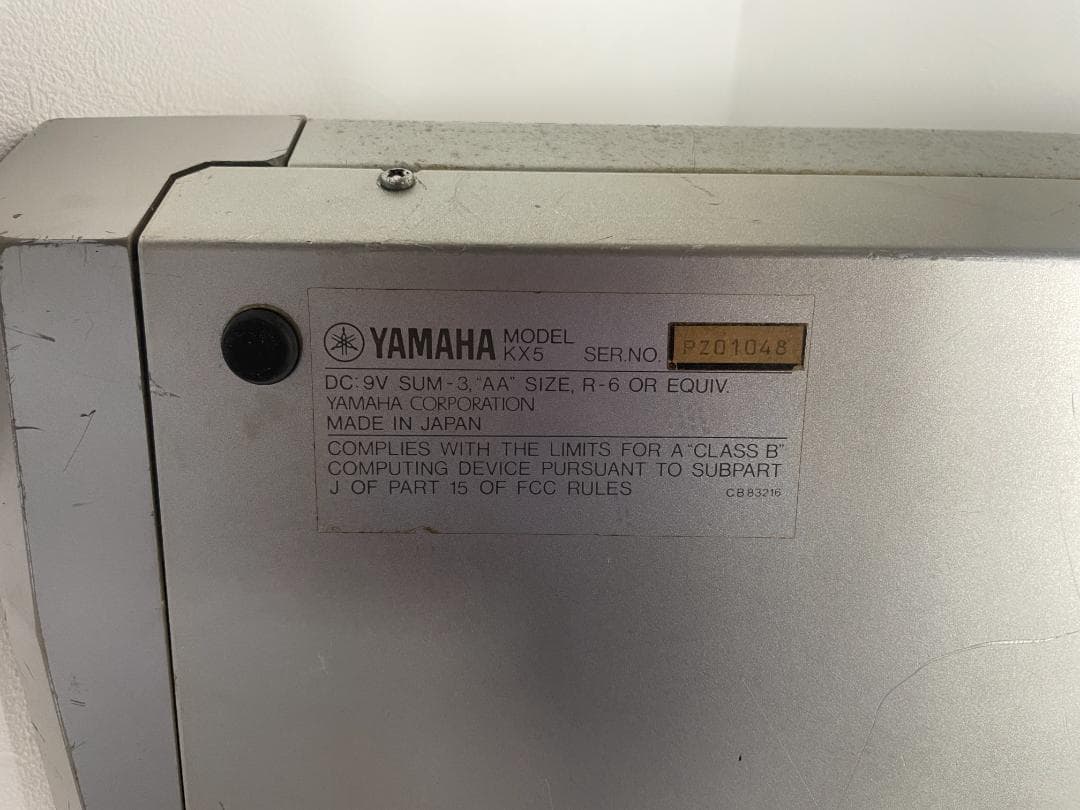 YAMAHA MODEL KX5 SER.NO. PZ01048
DC: 9V SUM-3, "AA" SIZE, R-6 OR EQUIV.
YAMAHA CORPORATION
MADE IN JAPAN
COMPLIES WITH THE LIMITS FOR A "CLASS B"
COMPUTING DEVICE PURSUANT TO SUBPART
J OF PART 15 OF FCC RULES CB83216